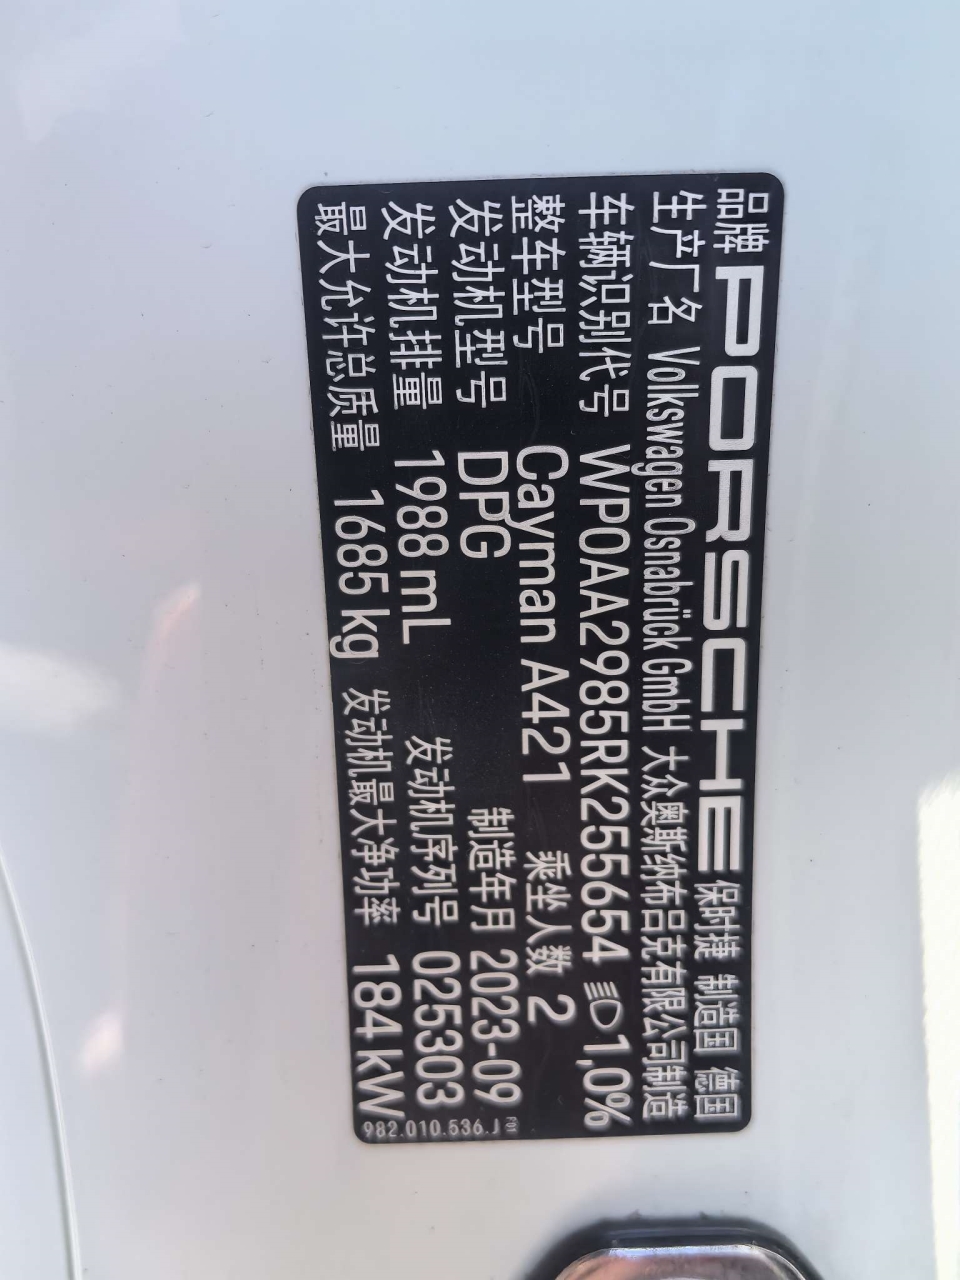 品牌 PORSCHE 保时捷 制造国 德国
生产厂名 Volkswagen Osnabrück GmbH 大众奥斯纳布吕克有限公司制造
车辆识别代号 WP0AA2985RK255654 1,0%
整车型号 Cayman A421 乘坐人数 2
发动机型号 DPG 制造年月 2023-09
发动机排量 1988 mL 发动机序列号 025303
最大允许总质量 1685 kg 发动机最大净功率 184 kW
982.010.536.J P01